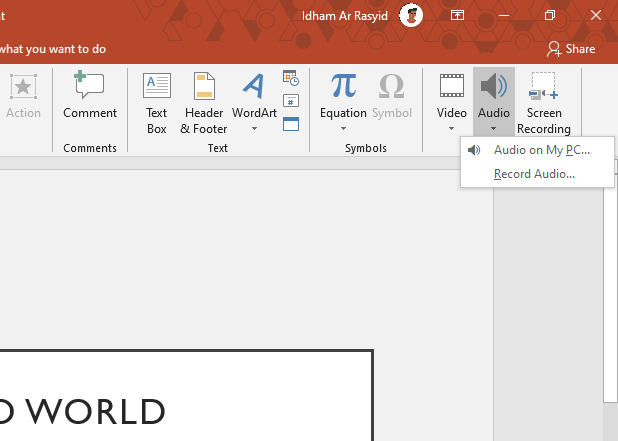 Idham Ar Rasyid
what you want to do
Share
Action
Comment
Text
Box
Header
& Footer
WordArt
Equation
Symbol
Video
Audio
Screen
Recording
Comments
Text
Symbols
Audio on My PC...
Record Audio...
WORLD